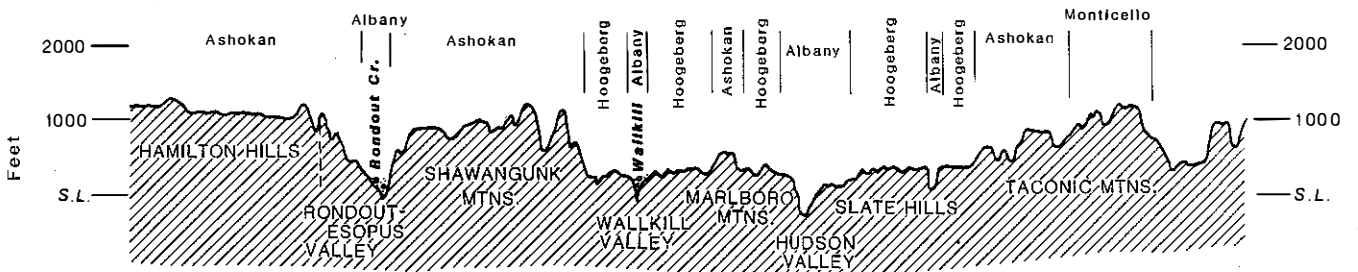 Monticello
Albany
Albany
Ashokan
Ashokan
Ashokan
Hoogeberg
Albany
Hoogeberg
Ashokan
Hoogeberg
Hoogeberg
Albany
Hoogeberg
2000
2000
Rondout Cr.
Wallkill
1000
1000
Feet
HAMILTON HILLS
SHAWANGUNK
MTNS.
MARLBORO
MTNS.
SLATE HILLS
TACONIC MTNS.
S.L.
S.L.
RONDOUT-
ESOPUS
VALLEY
WALLKILL
VALLEY
HUDSON
VALLEY